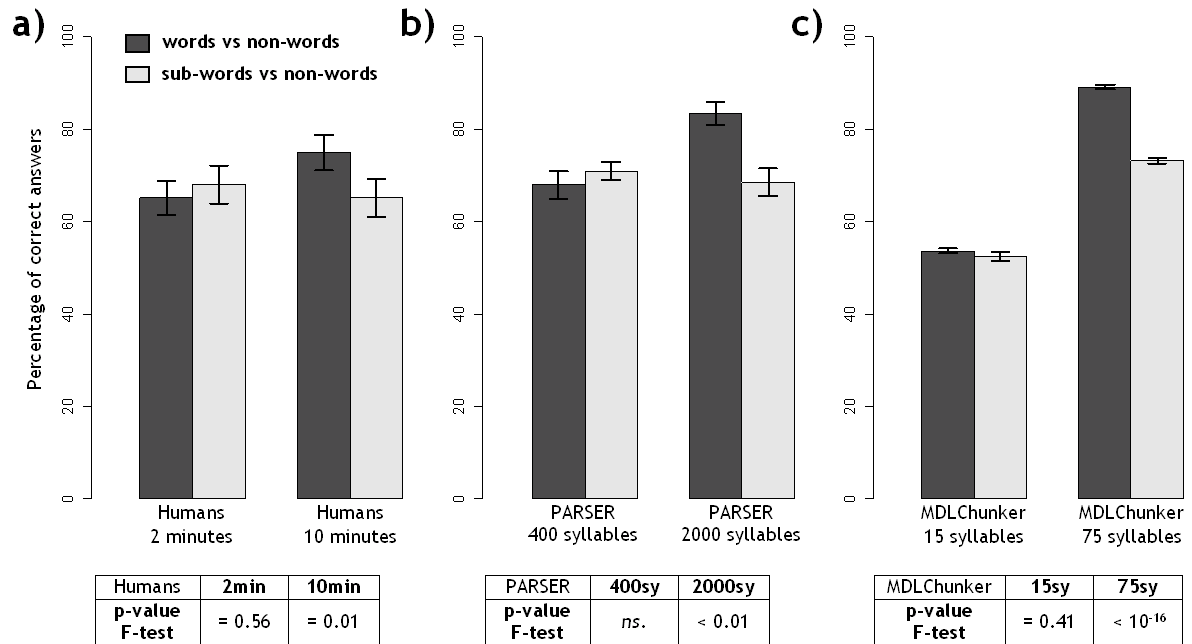 a)
words vs non-words
sub-words vs non-words
Percentage of correct answers
0 20 40 60 80 100
Humans 2 minutes
Humans 10 minutes
Humans 2min 10min
p-value F-test = 0.56 = 0.01
b)
0 20 40 60 80 100
PARSER 400 syllables
PARSER 2000 syllables
PARSER 400sy 2000sy
p-value F-test ns. < 0.01
c)
0 20 40 60 80 100
MDLChunker 15 syllables
MDLChunker 75 syllables
MDLChunker 15sy 75sy
p-value F-test = 0.41 < 10⁻¹⁶